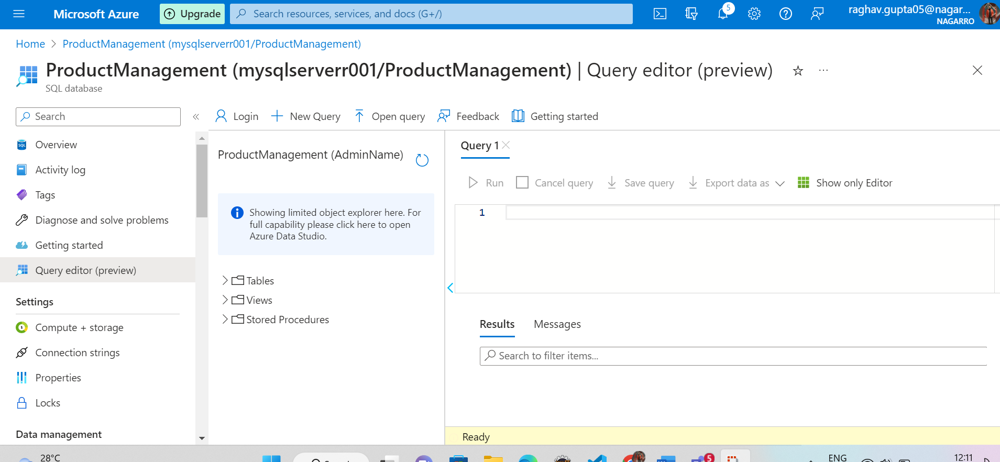 Microsoft Azure
Upgrade
Search resources, services, and docs (G+/)
5
raghav.gupta05@nagar...
NAGARRO
Home > ProductManagement (mysqlserverr001/ProductManagement)
ProductManagement (mysqlserverr001/ProductManagement) | Query editor (preview)
SQL database
Search
Login
New Query
Open query
Feedback
Getting started
Overview
Activity log
Tags
Diagnose and solve problems
Getting started
Query editor (preview)
Settings
Compute + storage
Connection strings
Properties
Locks
Data management
ProductManagement (AdminName)
Showing limited object explorer here. For
full capability please click here to open
Azure Data Studio.
Tables
Views
Stored Procedures
Query 1
Run
Cancel query
Save query
Export data as
Show only Editor
1
Results
Messages
Search to filter items...
Ready
28°C
5
ENG
12:11